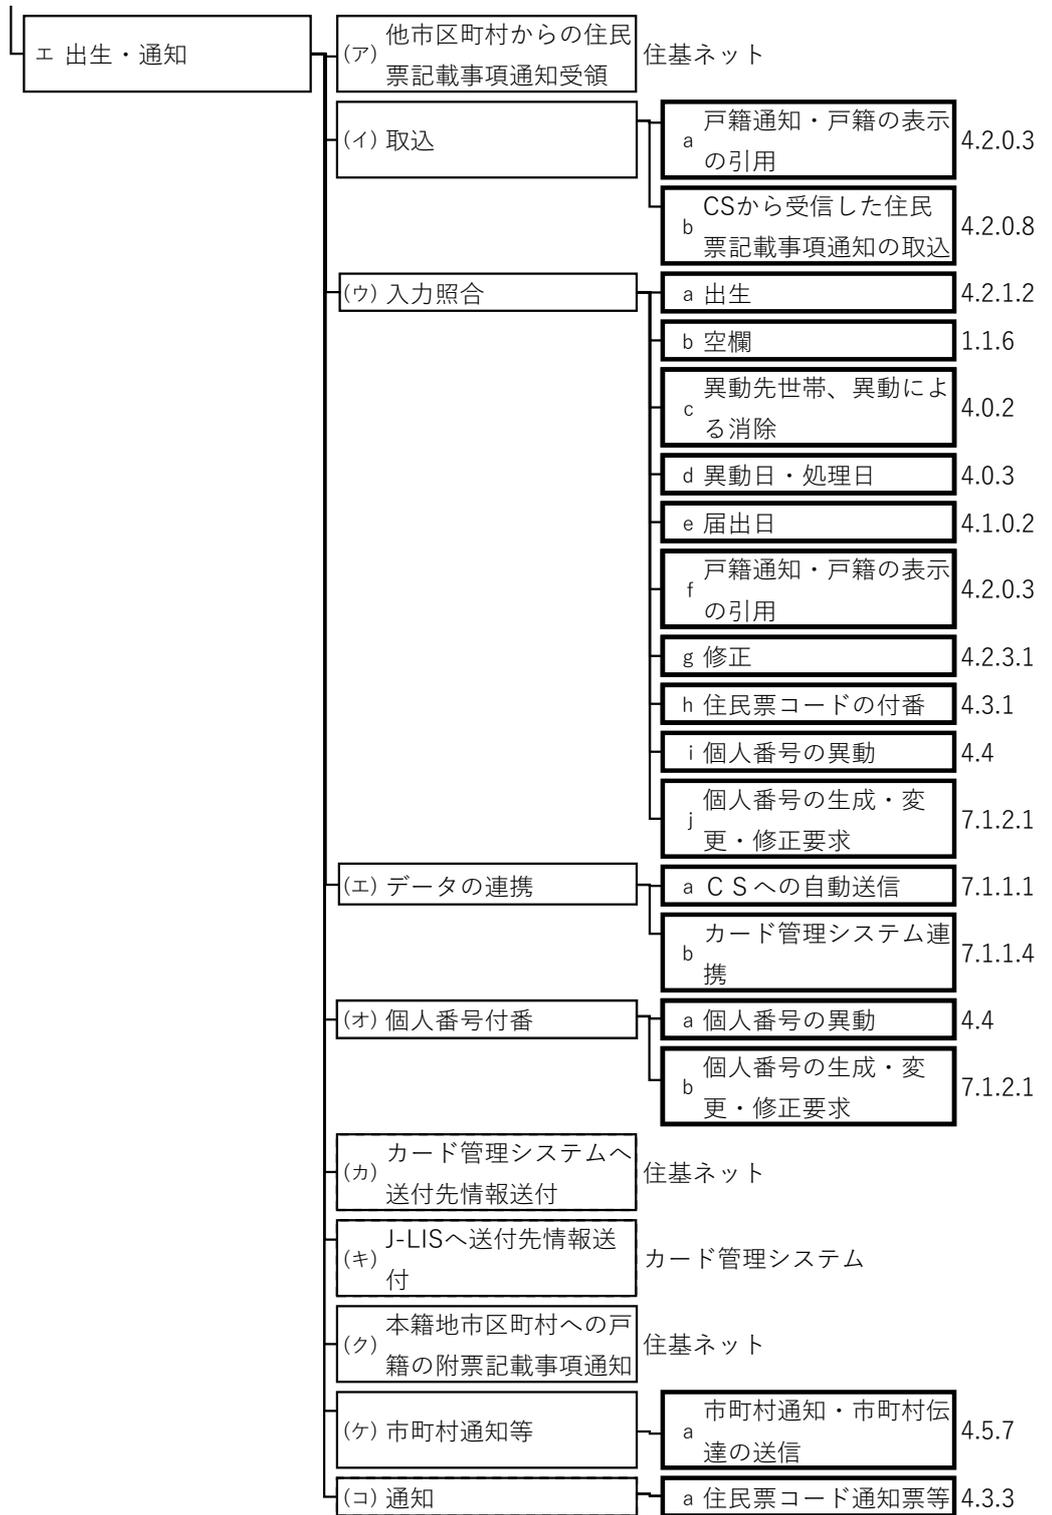 エ 出生・通知
(ア) 他市区町村からの住民
票記載事項通知受領
住基ネット
(イ) 取込
a 戸籍通知・戸籍の表示
の引用
4.2.0.3
b CSから受信した住民
票記載事項通知の取込
4.2.0.8
(ウ) 入力照合
a 出生
4.2.1.2
b 空欄
1.1.6
c 異動先世帯、異動によ
る消除
4.0.2
d 異動日・処理日
4.0.3
e 届出日
4.1.0.2
f 戸籍通知・戸籍の表示
の引用
4.2.0.3
g 修正
4.2.3.1
h 住民票コードの付番
4.3.1
i 個人番号の異動
4.4
j 個人番号の生成・変
更・修正要求
7.1.2.1
(エ) データの連携
a ＣＳへの自動送信
7.1.1.1
b カード管理システム連
携
7.1.1.4
(オ) 個人番号付番
a 個人番号の異動
4.4
b 個人番号の生成・変
更・修正要求
7.1.2.1
(カ) カード管理システムへ
送付先情報送付
住基ネット
(キ) J-LISへ送付先情報送
付
カード管理システム
(ク) 本籍地市区町村への戸
籍の附票記載事項通知
住基ネット
(ケ) 市町村通知等
a 市町村通知・市町村伝
達の送信
4.5.7
(コ) 通知
a 住民票コード通知票等
4.3.3